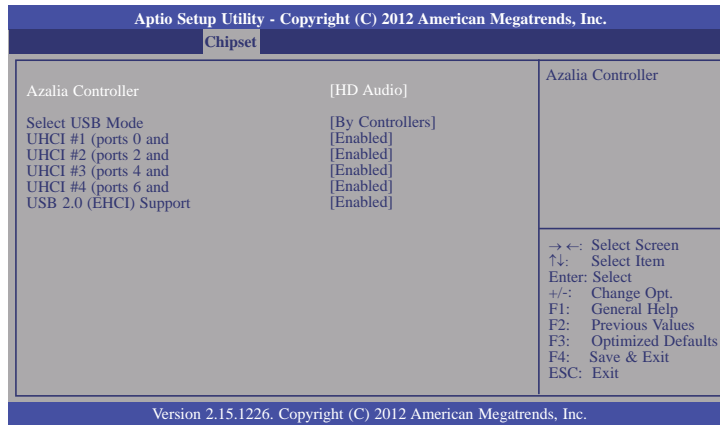 Aptio Setup Utility - Copyright (C) 2012 American Megatrends, Inc.
Chipset
Azalia Controller [HD Audio]
Select USB Mode [By Controllers]
UHCI #1 (ports 0 and [Enabled]
UHCI #2 (ports 2 and [Enabled]
UHCI #3 (ports 4 and [Enabled]
UHCI #4 (ports 6 and [Enabled]
USB 2.0 (EHCI) Support [Enabled]
Azalia Controller
→ ←: Select Screen
↑↓: Select Item
Enter: Select
+/-: Change Opt.
F1: General Help
F2: Previous Values
F3: Optimized Defaults
F4: Save & Exit
ESC: Exit
Version 2.15.1226. Copyright (C) 2012 American Megatrends, Inc.